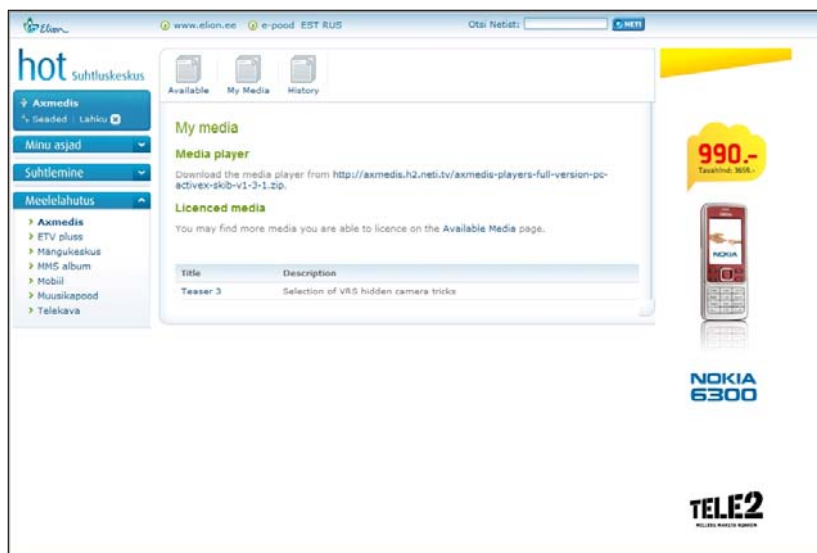 Elion
www.elion.ee e-pood EST RUS
Otsi Netist: NETI
hot Suhtluskeskus
Axmedis
Seaded | Lahku
Minu asjad
Suhtlemine
Meelelahutus
Axmedis
ETV pluss
Mängukeskus
MMS album
Mobiil
Muusikapood
Telekava
Available My Media History
My media
Media player
Download the media player from http://axmedis.h2.neti.tv/axmedis-players-full-version-pc-
activex-skib-v1-3-1.zip.
Licenced media
You may find more media you are able to licence on the Available Media page.
Title Description
Teaser 3 Selection of VRS hidden camera tricks
990.-
Tavahind: 3695.-
NOKIA
NOKIA
6300
TELE2